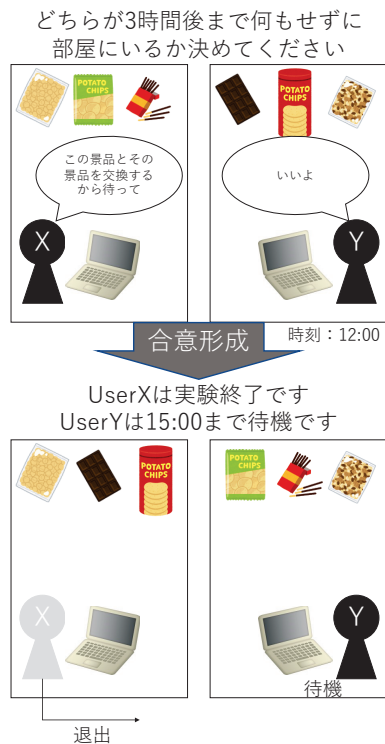 どちらが3時間後まで何もせずに
部屋にいるか決めてください
POTATO
CHIPS
この景品とその
景品を交換する
から待って
X
POTATO
CHIPS
いいよ
Y
合意形成
時刻：12:00
UserXは実験終了です
UserYは15:00まで待機です
POTATO
CHIPS
X
POTATO
CHIPS
Y
待機
退出